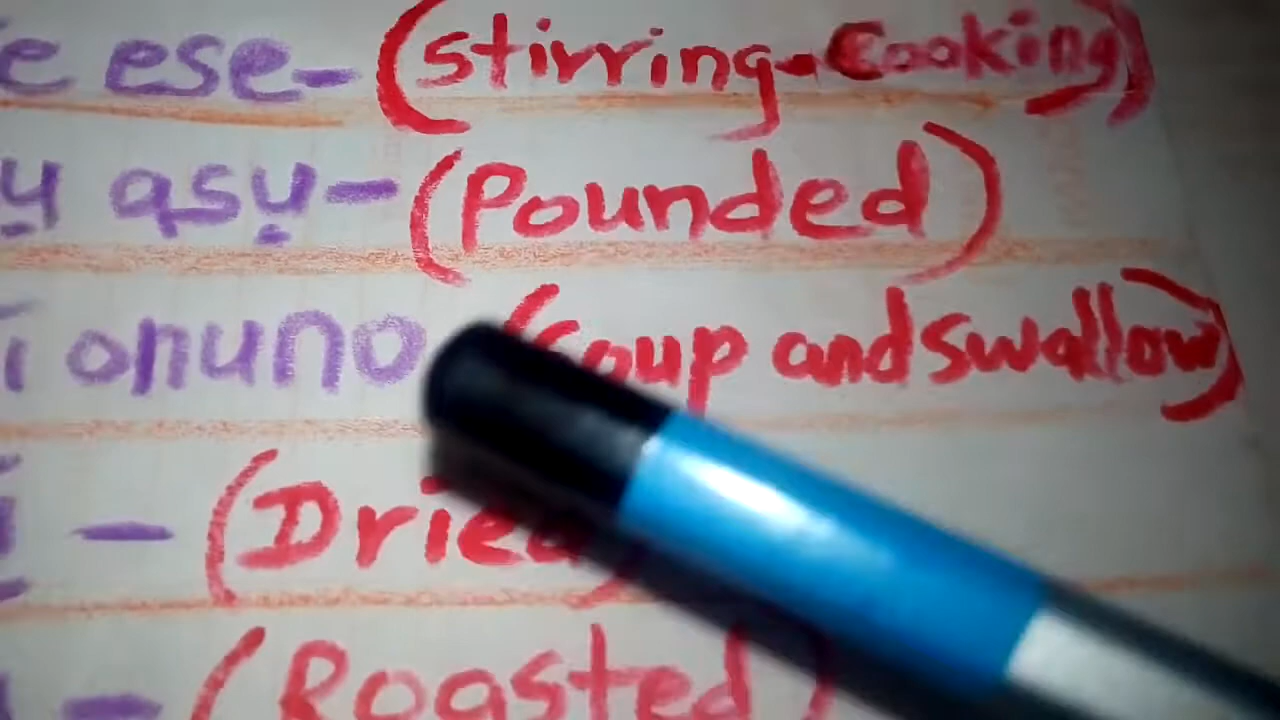 e ese- (stirring-Cooking)
ụ asụ- (Pounded)
i onuno (Soup and swallow)
- (Dried)
- (Roasted)